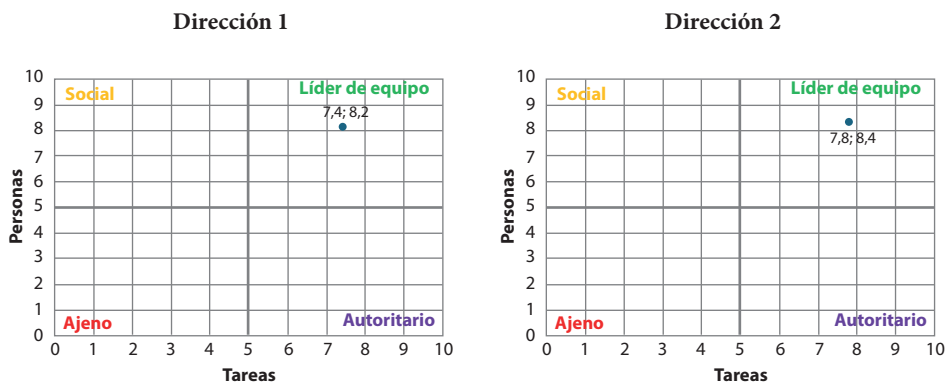 Dirección 1
10
9
8
7
6
5
4
3
2
1
0
Personas
Social
Líder de equipo
7,4; 8,2
Ajeno
Autoritario
0 1 2 3 4 5 6 7 8 9 10
Tareas
Dirección 2
10
9
8
7
6
5
4
3
2
1
0
Personas
Social
Líder de equipo
7,8; 8,4
Ajeno
Autoritario
0 1 2 3 4 5 6 7 8 9 10
Tareas